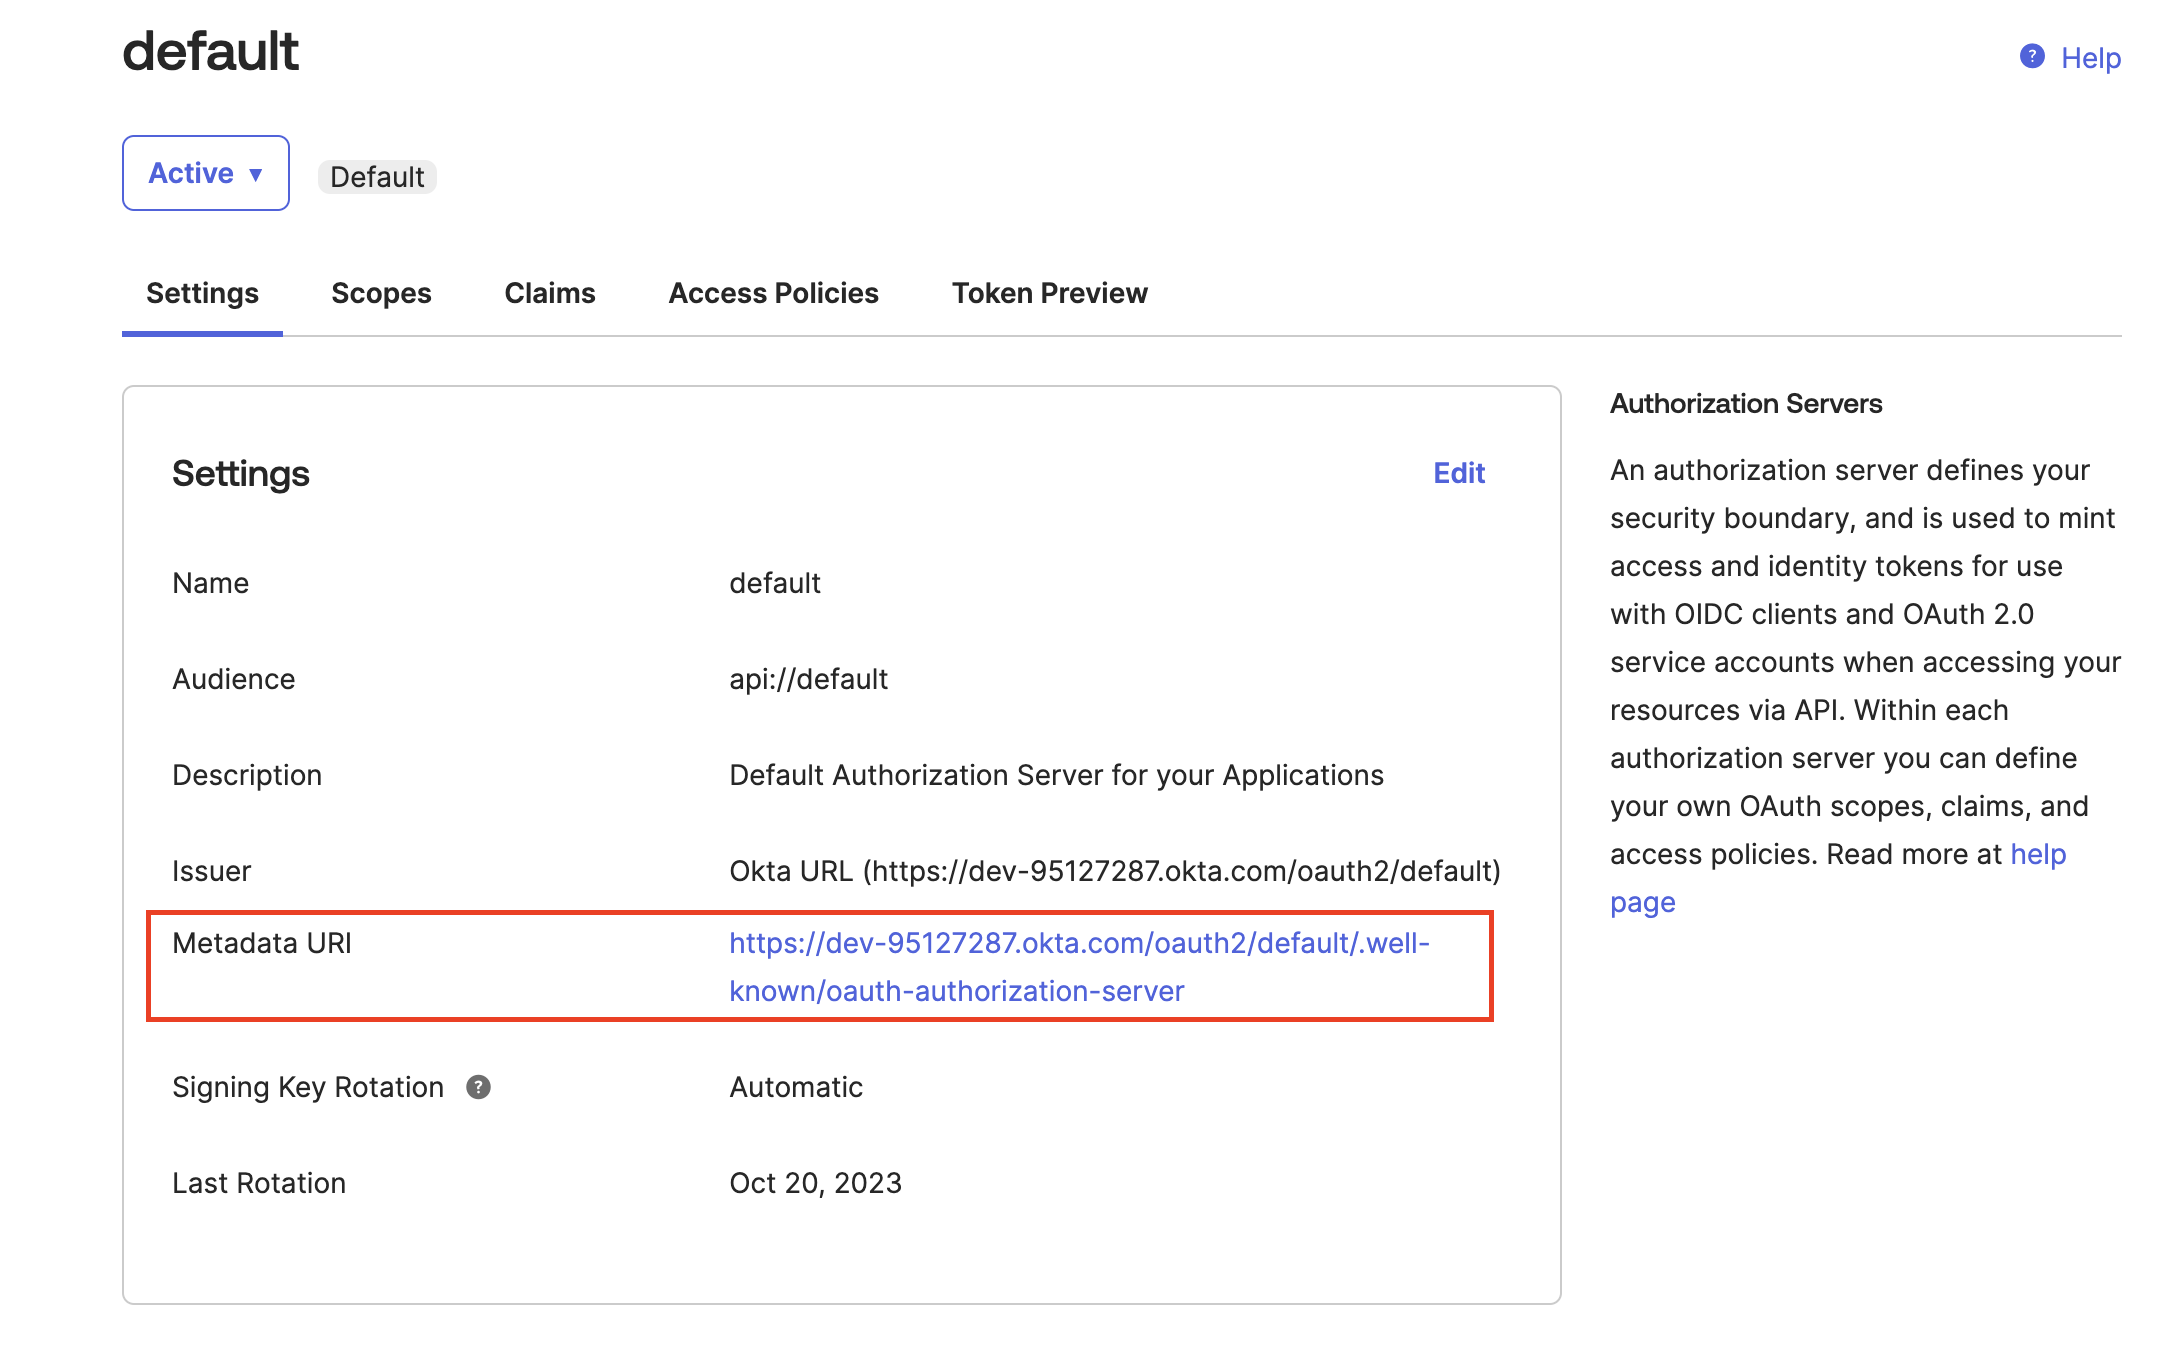 default
Help
Active ▼
Default
Settings
Scopes
Claims
Access Policies
Token Preview
Settings
Edit
Name
default
Audience
api://default
Description
Default Authorization Server for your Applications
Issuer
Okta URL (https://dev-95127287.okta.com/oauth2/default)
Metadata URI
https://dev-95127287.okta.com/oauth2/default/.well-
known/oauth-authorization-server
Signing Key Rotation ?
Automatic
Last Rotation
Oct 20, 2023
Authorization Servers
An authorization server defines your
security boundary, and is used to mint
access and identity tokens for use
with OIDC clients and OAuth 2.0
service accounts when accessing your
resources via API. Within each
authorization server you can define
your own OAuth scopes, claims, and
access policies. Read more at help
page